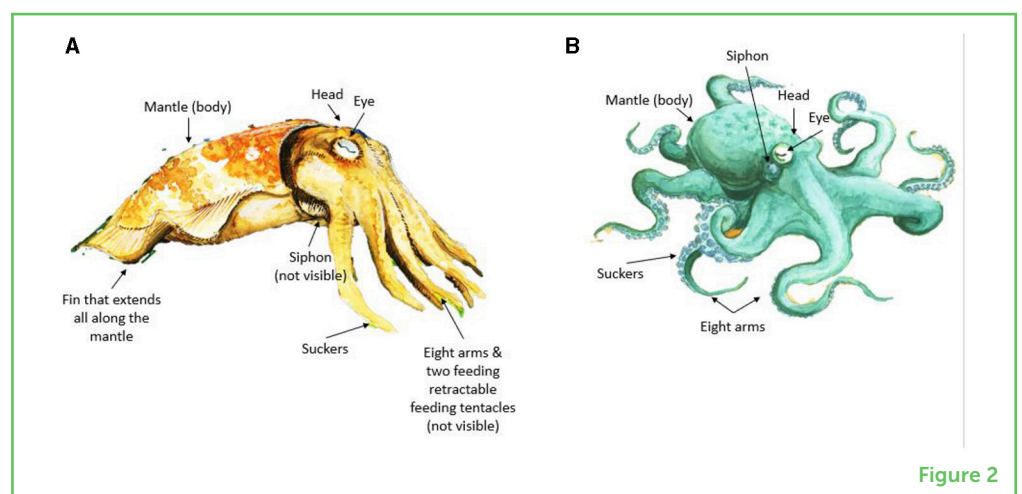 A
Mantle (body)
Head
Eye
Siphon
(not visible)
Fin that extends
all along the
mantle
Suckers
Eight arms &
two feeding
retractable
feeding tentacles
(not visible)
B
Siphon
Mantle (body)
Head
Eye
Suckers
Eight arms
Figure 2